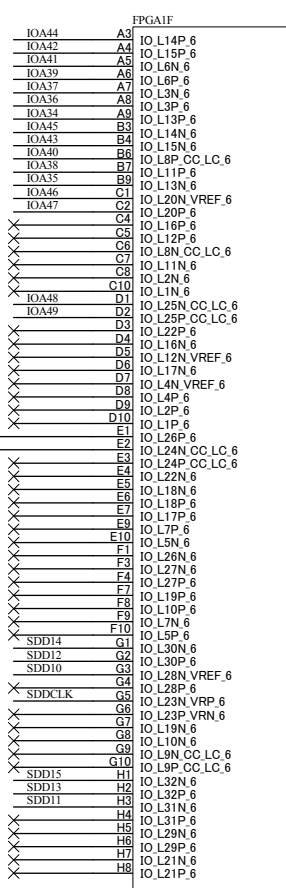 FPGA1F
IOA44 A3 IO_L14P_6
IOA42 A4 IO_L15P_6
IOA41 A5 IO_L6N_6
IOA39 A6 IO_L6P_6
IOA37 A7 IO_L3N_6
IOA36 A8 IO_L3P_6
IOA34 A9 IO_L13P_6
IOA45 B3 IO_L14N_6
IOA43 B4 IO_L15N_6
IOA40 B6 IO_L8P_CC_LC_6
IOA38 B7 IO_L11P_6
IOA35 B9 IO_L13N_6
IOA46 C1 IO_L20N_VREF_6
IOA47 C2 IO_L20P_6
C4 IO_L16P_6
C5 IO_L12P_6
C6 IO_L8N_CC_LC_6
C7 IO_L11N_6
C8 IO_L2N_6
C10 IO_L1N_6
IOA48 D1 IO_L25N_CC_LC_6
IOA49 D2 IO_L25P_CC_LC_6
D3 IO_L22P_6
D4 IO_L16N_6
D5 IO_L12N_VREF_6
D6 IO_L17N_6
D7 IO_L4N_VREF_6
D8 IO_L4P_6
D9 IO_L2P_6
D10 IO_L1P_6
E1 IO_L26P_6
E2 IO_L24N_CC_LC_6
E3 IO_L24P_CC_LC_6
E4 IO_L22N_6
E5 IO_L18N_6
E6 IO_L18P_6
E7 IO_L17P_6
E9 IO_L7P_6
E10 IO_L5N_6
F1 IO_L26N_6
F3 IO_L27N_6
F4 IO_L27P_6
F7 IO_L19P_6
F8 IO_L10P_6
F9 IO_L7N_6
F10 IO_L5P_6
SDD14 G1 IO_L30N_6
SDD12 G2 IO_L30P_6
SDD10 G3 IO_L28N_VREF_6
G4 IO_L28P_6
SDDCLK G5 IO_L23N_VRP_6
G6 IO_L23P_VRN_6
G7 IO_L19N_6
G8 IO_L10N_6
G9 IO_L9N_CC_LC_6
G10 IO_L9P_CC_LC_6
SDD15 H1 IO_L32N_6
SDD13 H2 IO_L32P_6
SDD11 H3 IO_L31N_6
H4 IO_L31P_6
H5 IO_L29N_6
H6 IO_L29P_6
H7 IO_L21N_6
H8 IO_L21P_6